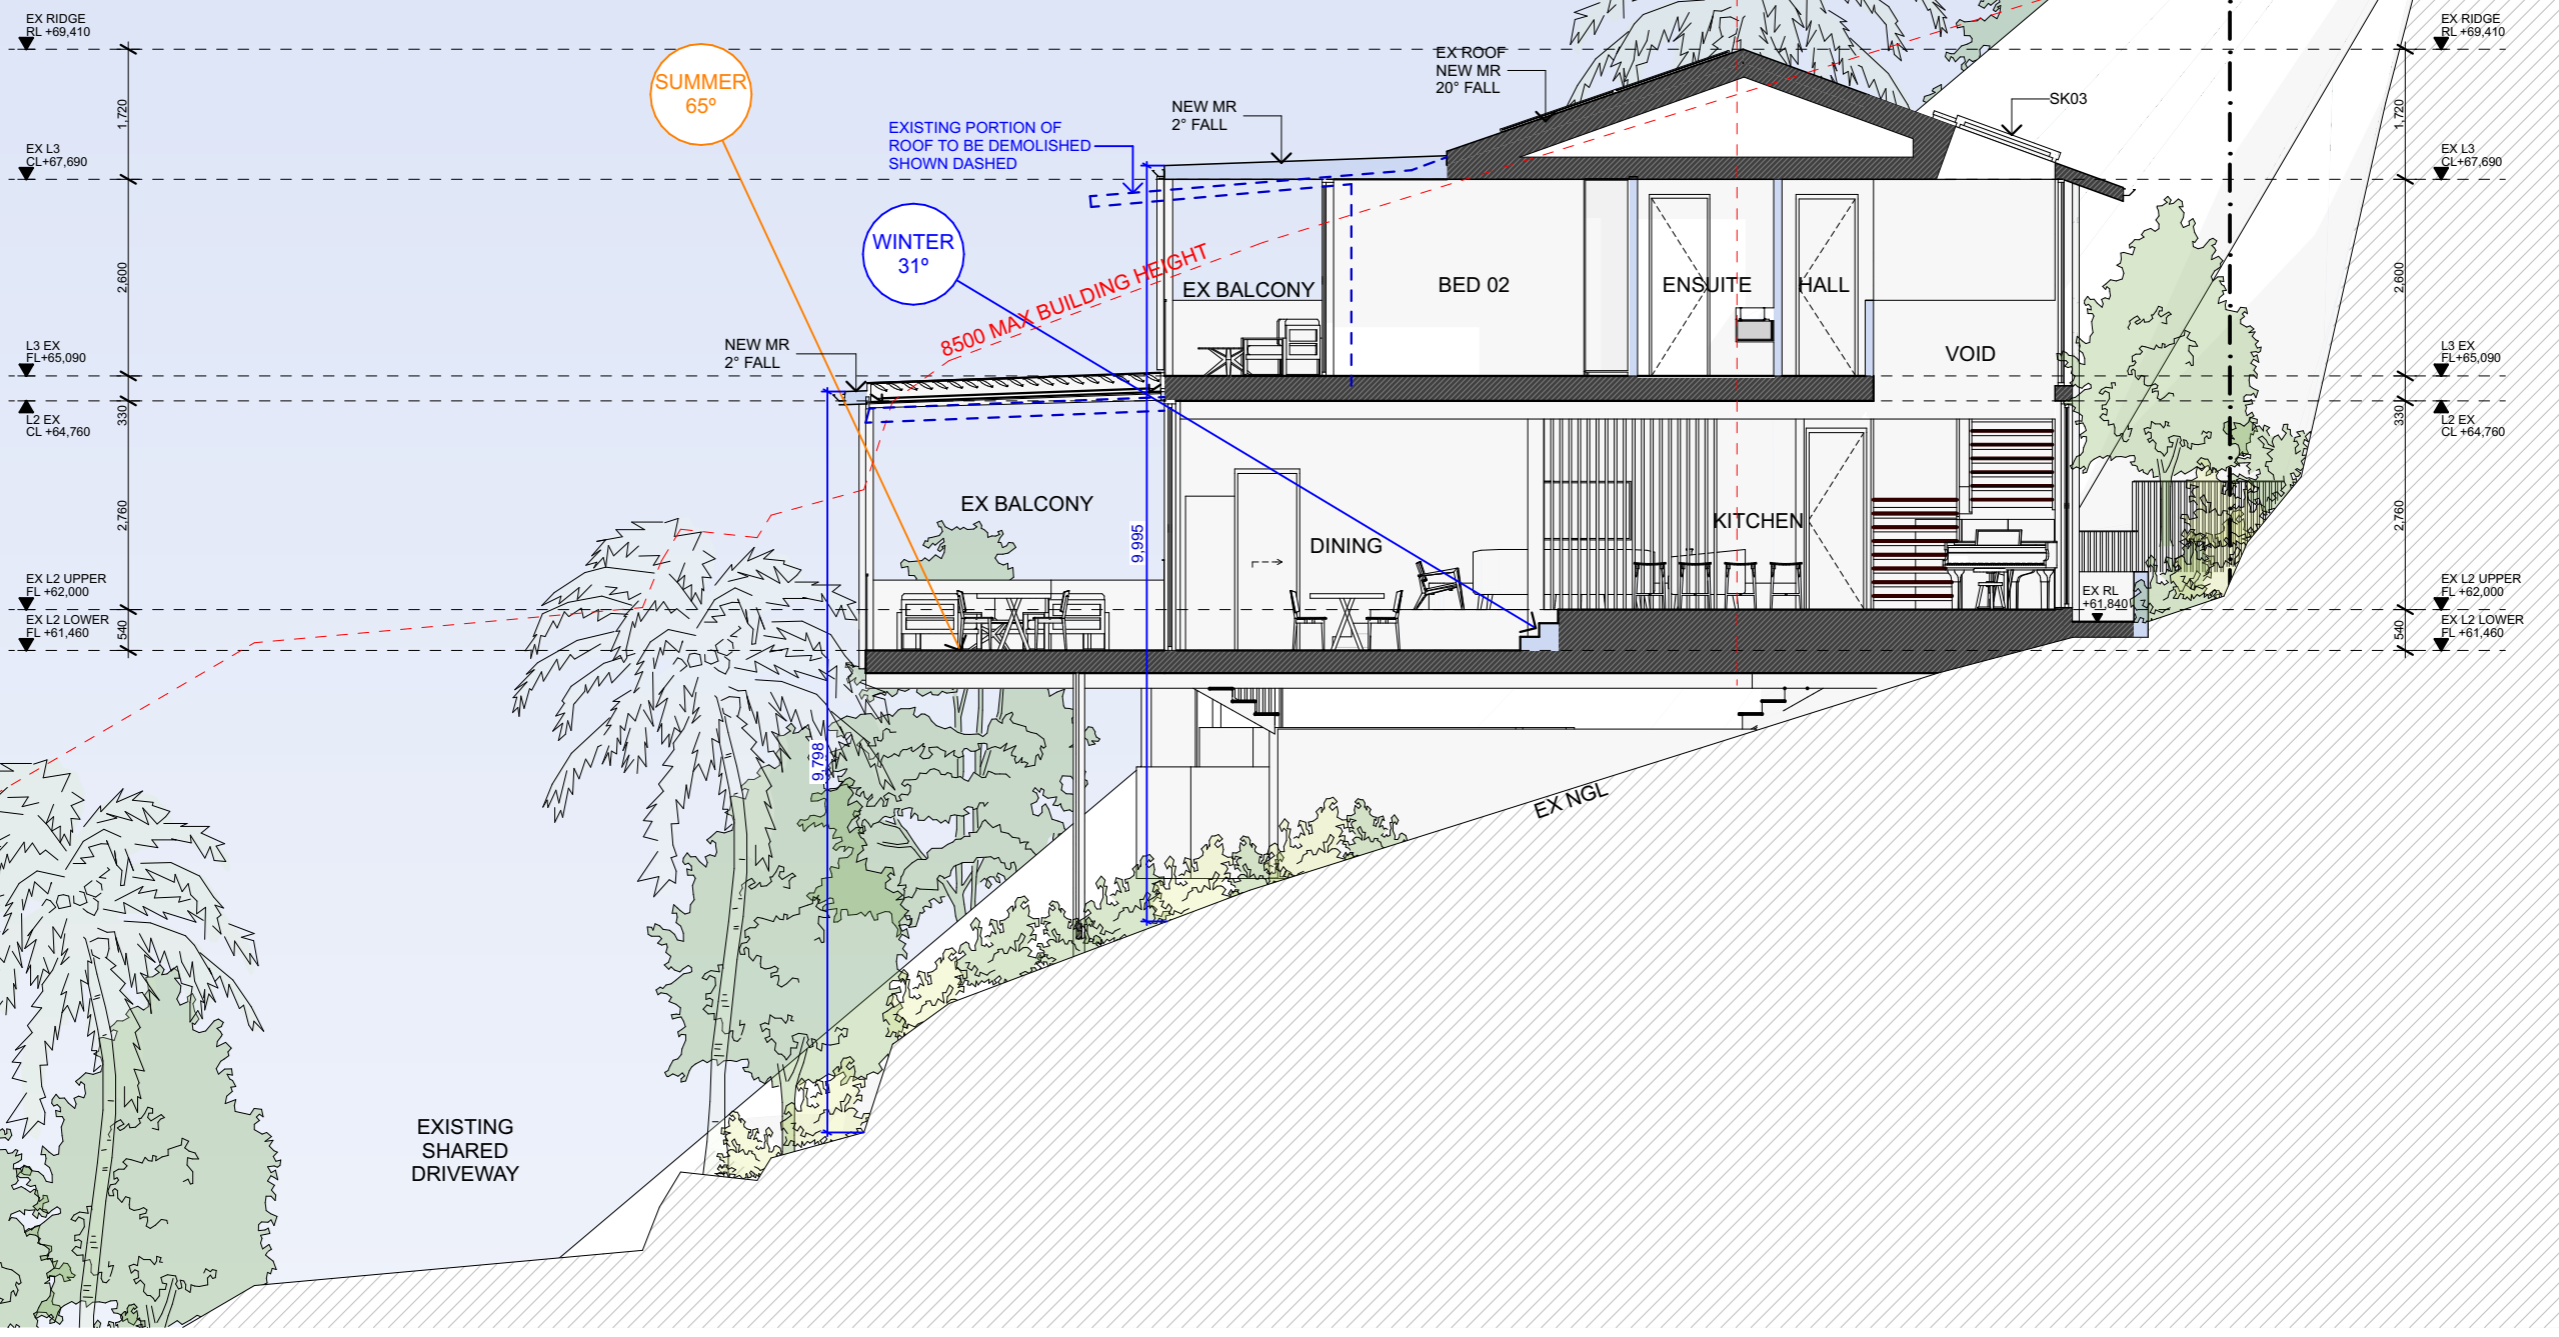 EX RIDGE
RL +69,410
1,720
EX L3
CL+67,690
2,600
L3 EX
FL+65,090
330
L2 EX
CL +64,760
2,760
EX L2 UPPER
FL +62,000
EX L2 LOWER
FL +61,460
540
SUMMER
65º
WINTER
31º
EXISTING PORTION OF
ROOF TO BE DEMOLISHED
SHOWN DASHED
NEW MR
2° FALL
EX ROOF
NEW MR
20° FALL
SK03
8500 MAX BUILDING HEIGHT
NEW MR
2° FALL
EX BALCONY
BED 02
ENSUITE
HALL
VOID
EX BALCONY
DINING
KITCHEN
9,995
9,798
EX RL
+61,840
EX NGL
EXISTING
SHARED
DRIVEWAY
EX RIDGE
RL +69,410
1,720
EX L3
CL+67,690
2,600
L3 EX
FL+65,090
330
L2 EX
CL +64,760
2,760
EX L2 UPPER
FL +62,000
EX L2 LOWER
FL +61,460
540